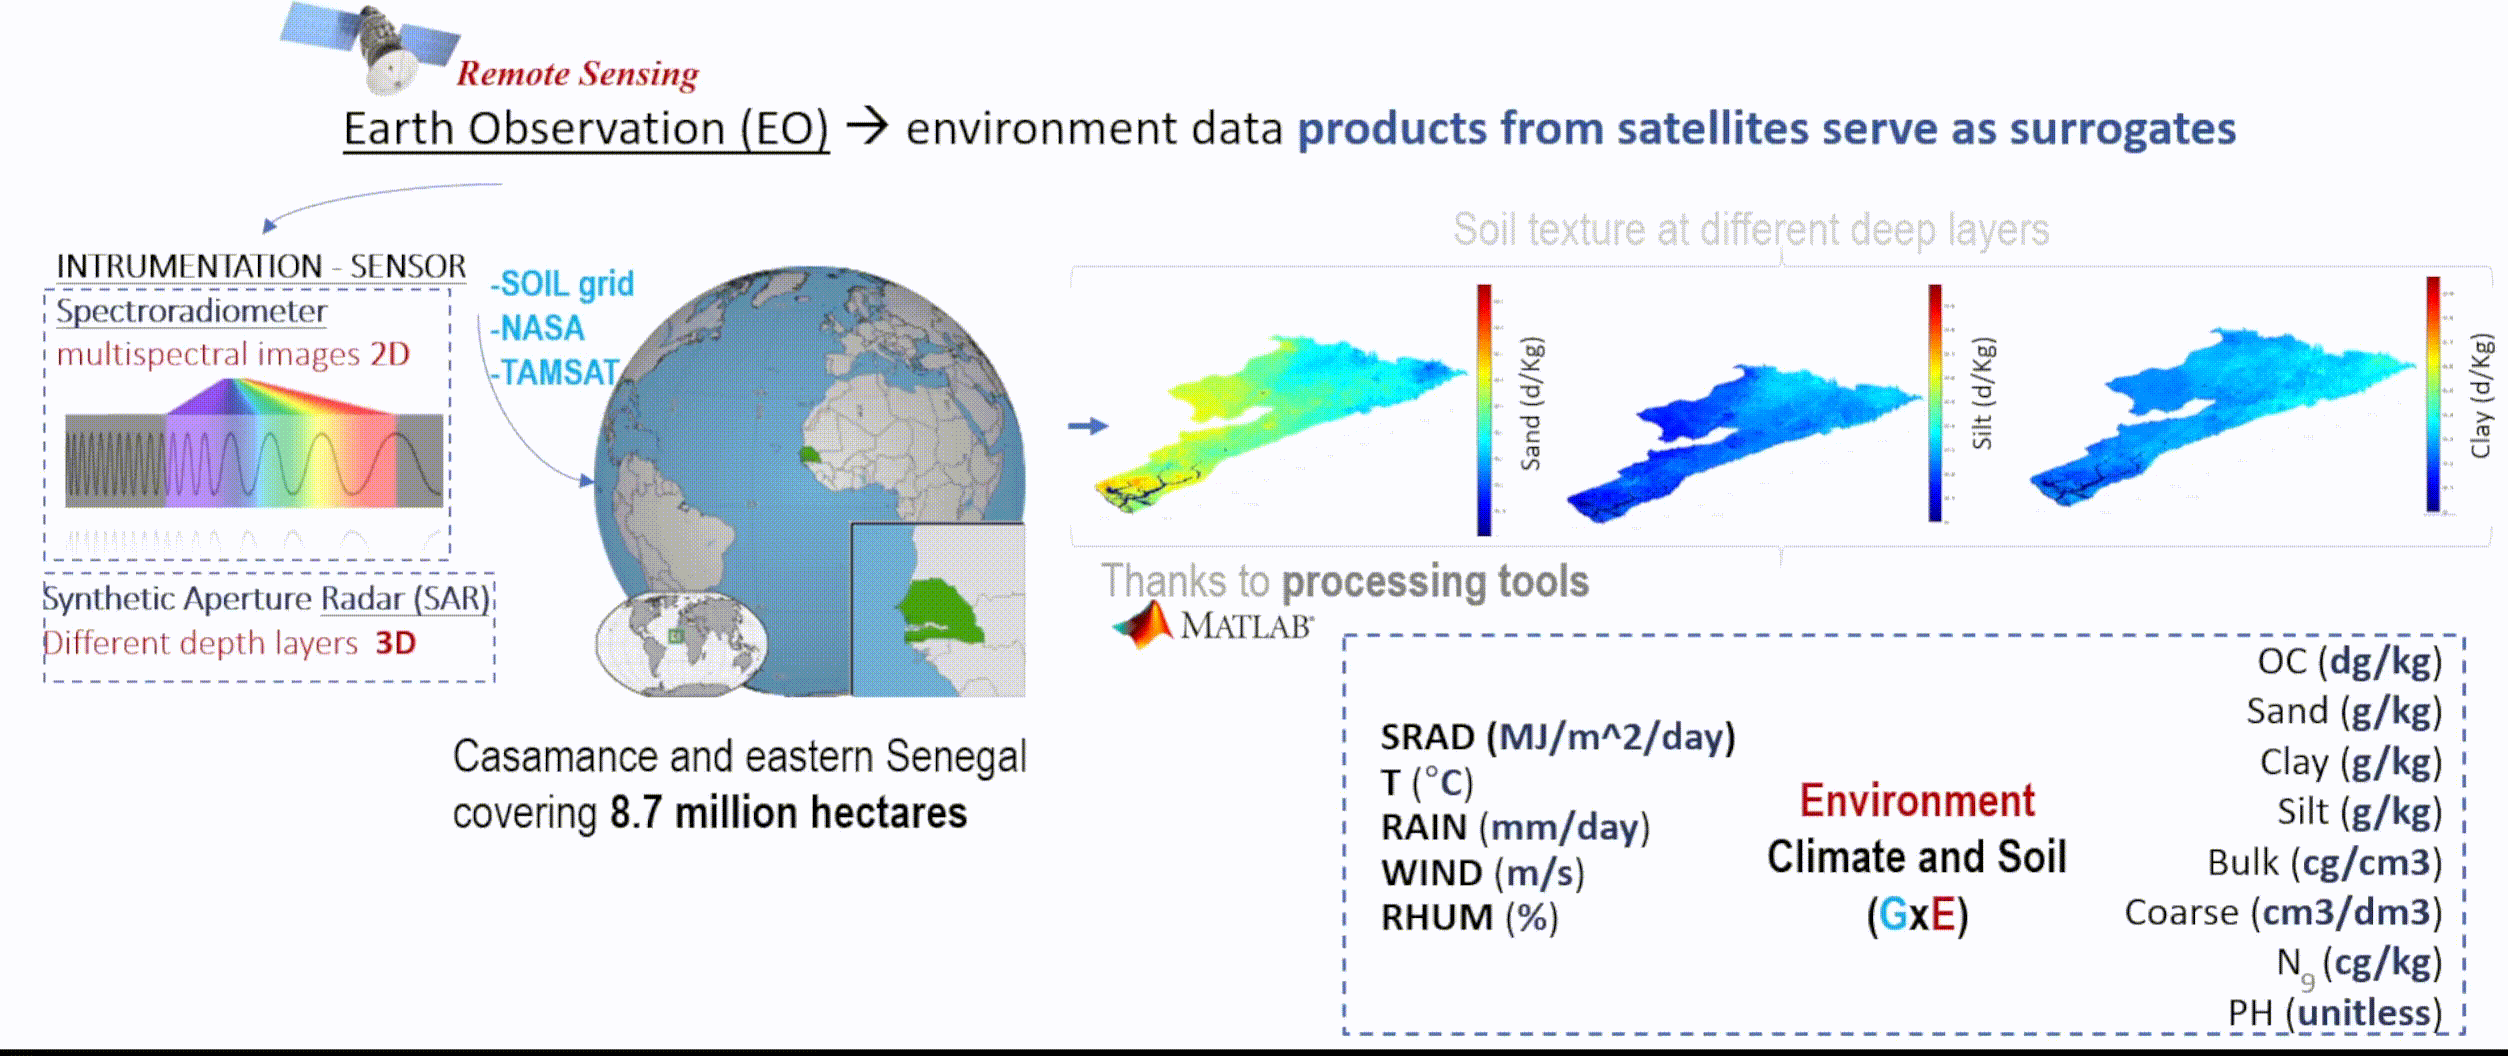 Remote Sensing
Earth Observation (EO) → environment data products from satellites serve as surrogates
INTRUMENTATION - SENSOR
Spectroradiometer
multispectral images 2D
Synthetic Aperture Radar (SAR)
Different depth layers 3D
-SOIL grid
-NASA
-TAMSAT
Casamance and eastern Senegal
covering 8.7 million hectares
Soil texture at different deep layers
Sand (d/Kg)
Silt (d/Kg)
Clay (d/Kg)
Thanks to processing tools
MATLAB
SRAD (MJ/m^2/day)
T (°C)
RAIN (mm/day)
WIND (m/s)
RHUM (%)
Environment
Climate and Soil
(GxE)
OC (dg/kg)
Sand (g/kg)
Clay (g/kg)
Silt (g/kg)
Bulk (cg/cm3)
Coarse (cm3/dm3)
N (cg/kg)
9
PH (unitless)